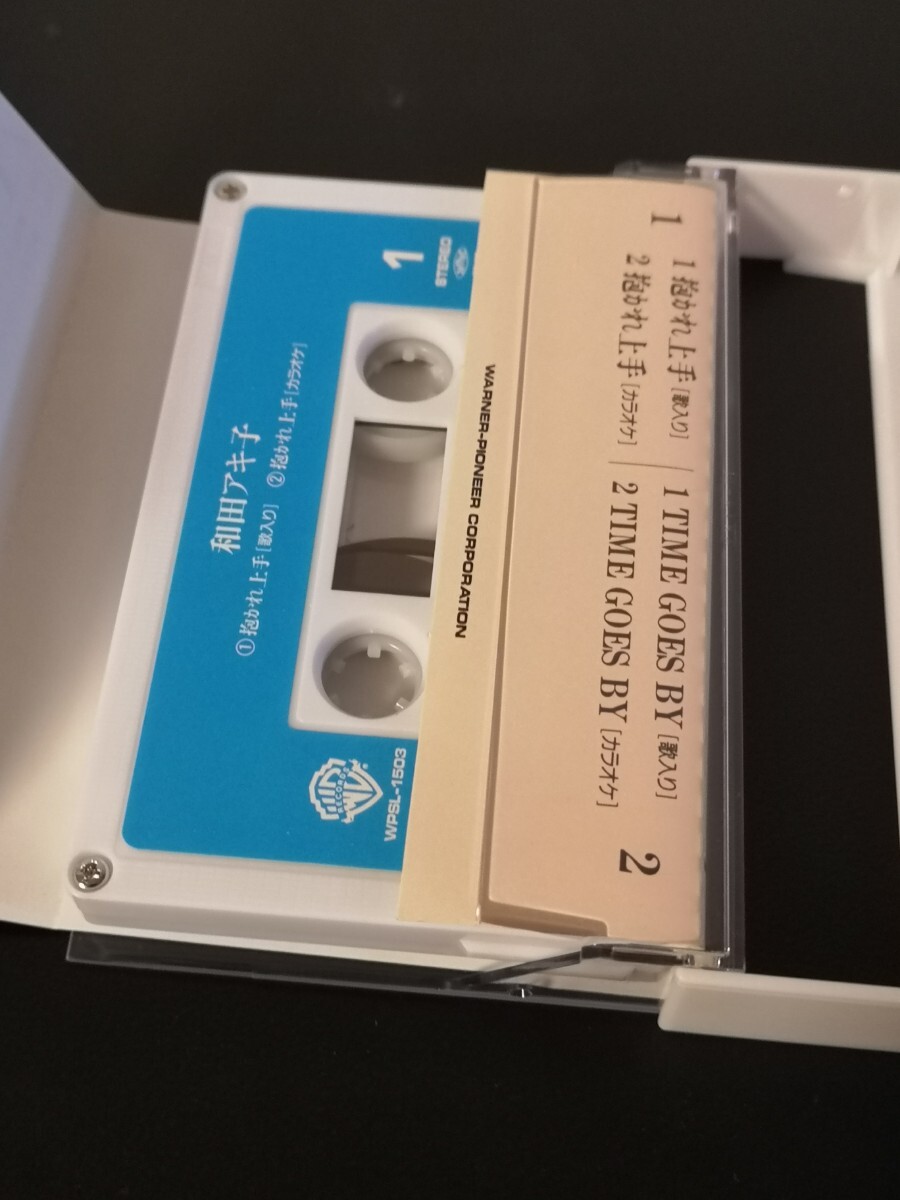 1
STEREO
和田アキ子
①抱かれ上手[歌入り] ②抱かれ上手[カラオケ]
RECORDS
WPSL-1503
WARNER-PIONEER CORPORATION
1
1 抱かれ上手[歌入り]
2 抱かれ上手[カラオケ]
1 TIME GOES BY[歌入り]
2 TIME GOES BY[カラオケ]
2